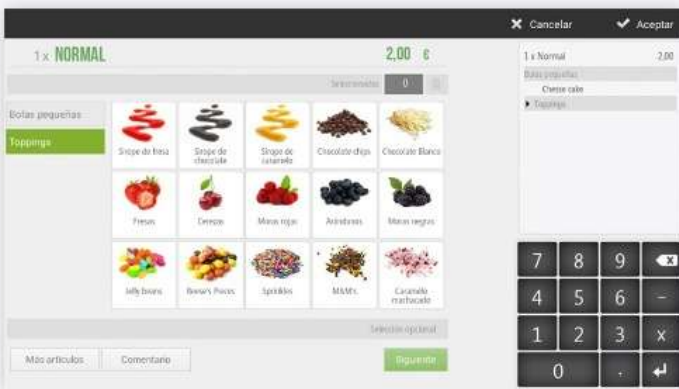 Cancelar
Aceptar
1 x NORMAL
2,00 €
Seleccionados 0
1 x Normal 2,00
Bolas pequeñas
Cheese cake
Toppings
Bolas pequeñas
Toppings
Sirope de fresa
Sirope de chocolate
Sirope de caramelo
Chocolate chips
Chocolate Blanco
Fresas
Cerezas
Moras rojas
Arándanos
Moras negras
Jelly beans
Reese's Pieces
Sprinkles
M&M's
Caramelo machacado
Selección opcional
Más artículos
Comentario
Siguiente
7 8 9
4 5 6 -
1 2 3 x
0 .